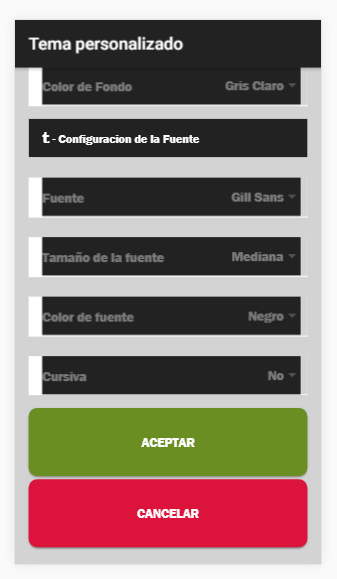 Tema personalizado
Color de Fondo Gris Claro
t - Configuracion de la Fuente
Fuente Gill Sans
Tamaño de la fuente Mediana
Color de fuente Negro
Cursiva No
ACEPTAR
CANCELAR